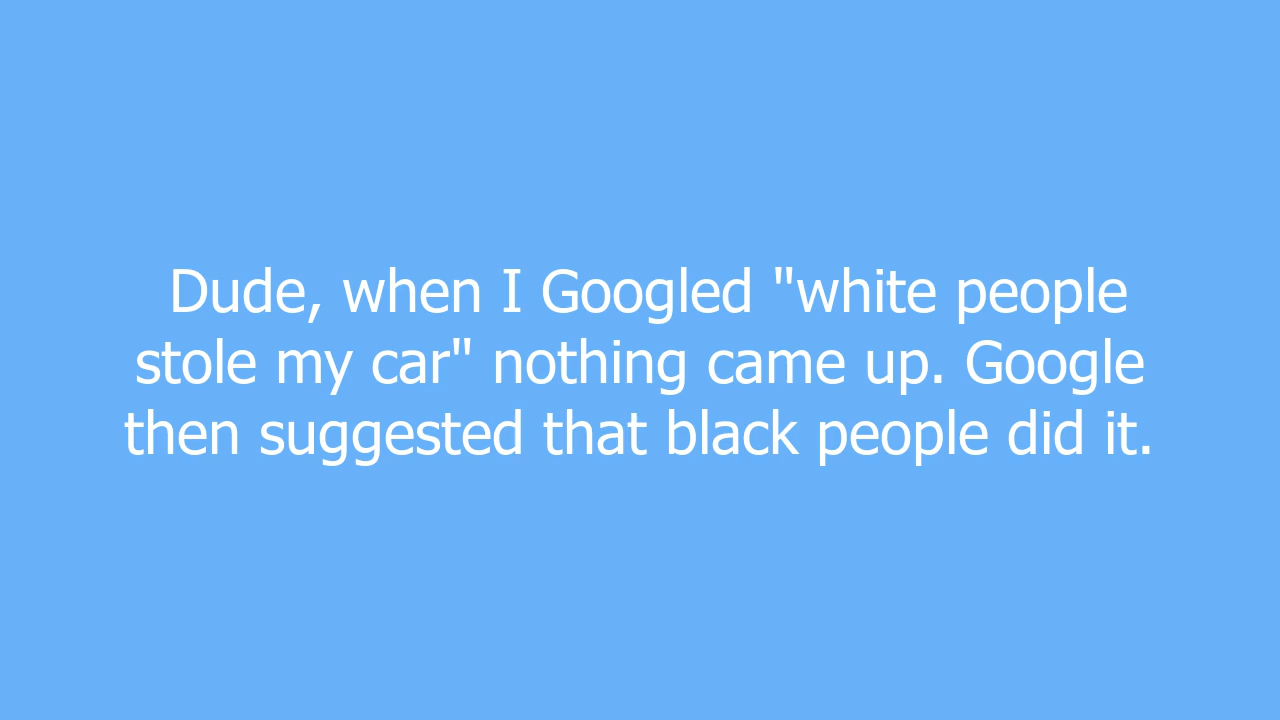 Dude, when I Googled "white people
stole my car" nothing came up. Google
then suggested that black people did it.